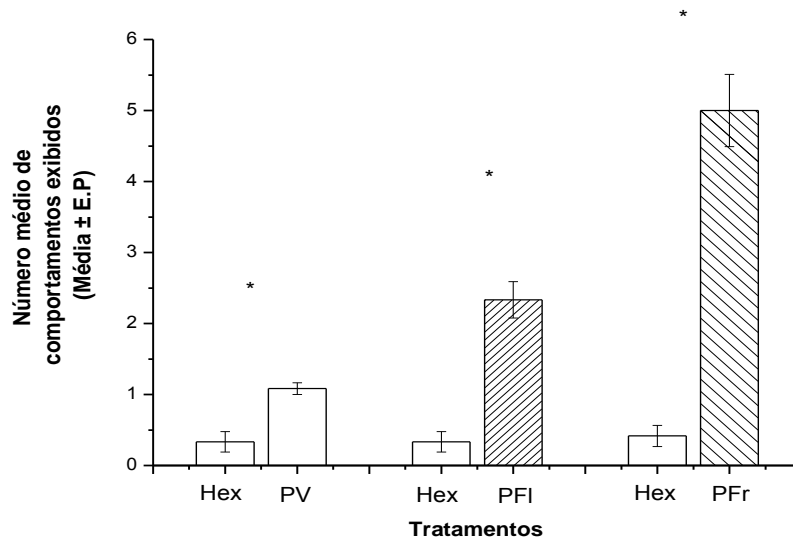 *
6
5
4
3
2
1
0
*
*
Número médio de
comportamentos exibidos
(Média ± E.P)
Hex PV Hex PFl Hex PFr
Tratamentos